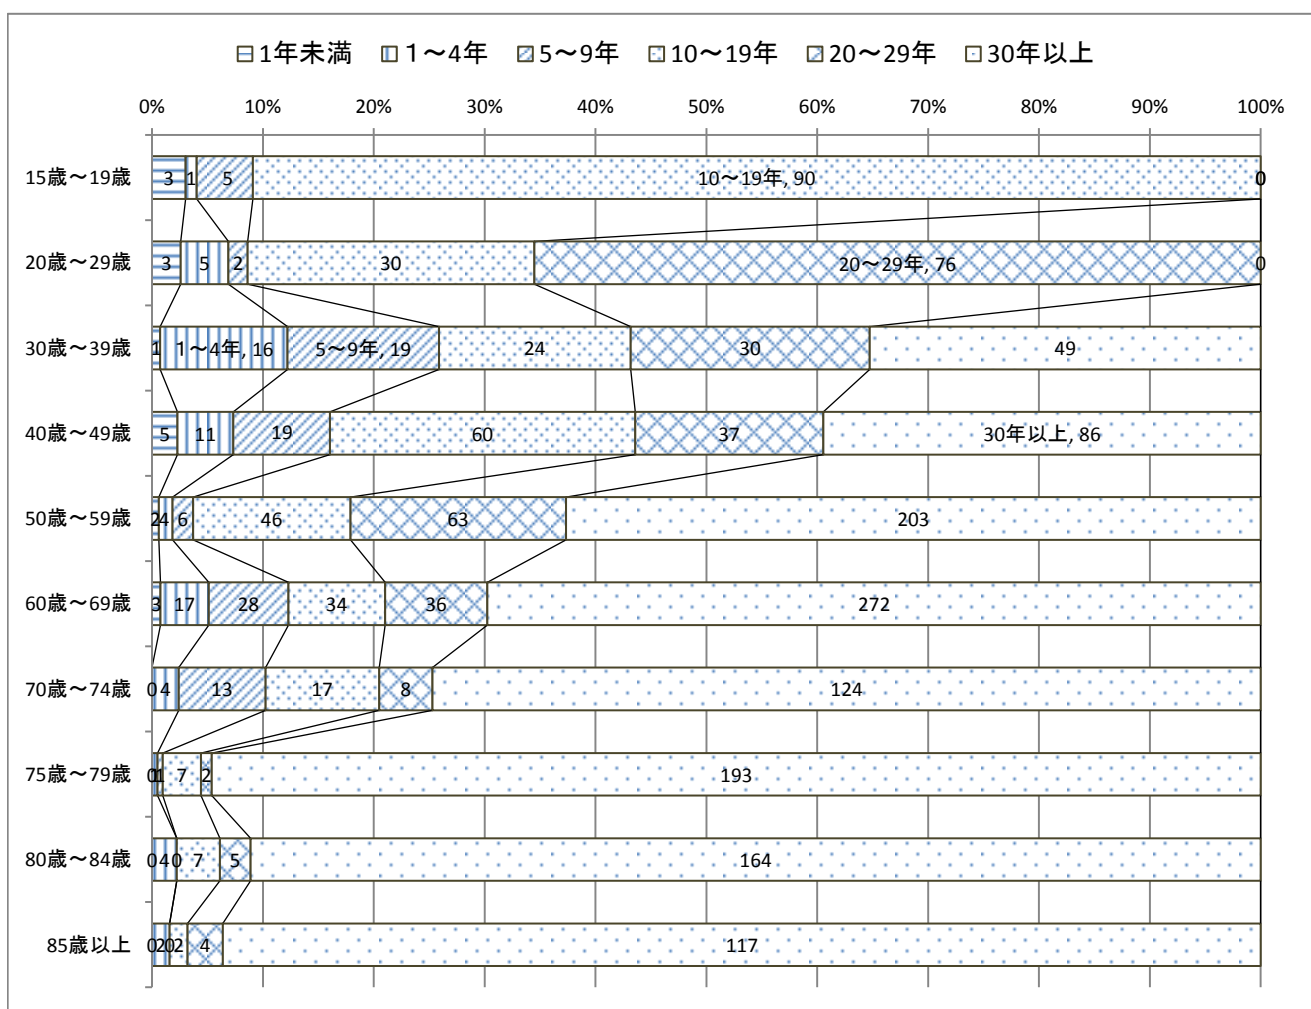 1年未満 1～4年 5～9年 10～19年 20～29年 30年以上
0% 10% 20% 30% 40% 50% 60% 70% 80% 90% 100%
15歳～19歳 3 1 5 10～19年, 90 0
20歳～29歳 3 5 2 30 20～29年, 76 0
30歳～39歳 1 1～4年, 16 5～9年, 19 24 30 49
40歳～49歳 5 11 19 60 37 30年以上, 86
50歳～59歳 2 4 6 46 63 203
60歳～69歳 3 17 28 34 36 272
70歳～74歳 0 4 13 17 8 124
75歳～79歳 0 1 1 7 2 193
80歳～84歳 0 4 0 7 5 164
85歳以上 0 2 0 2 4 117